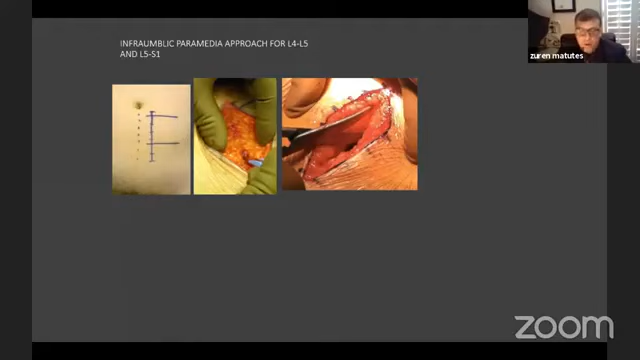 INFRAUMBLIC PARAMEDIA APPROACH FOR L4-L5
AND L5-S1
zuren matutes
zoom